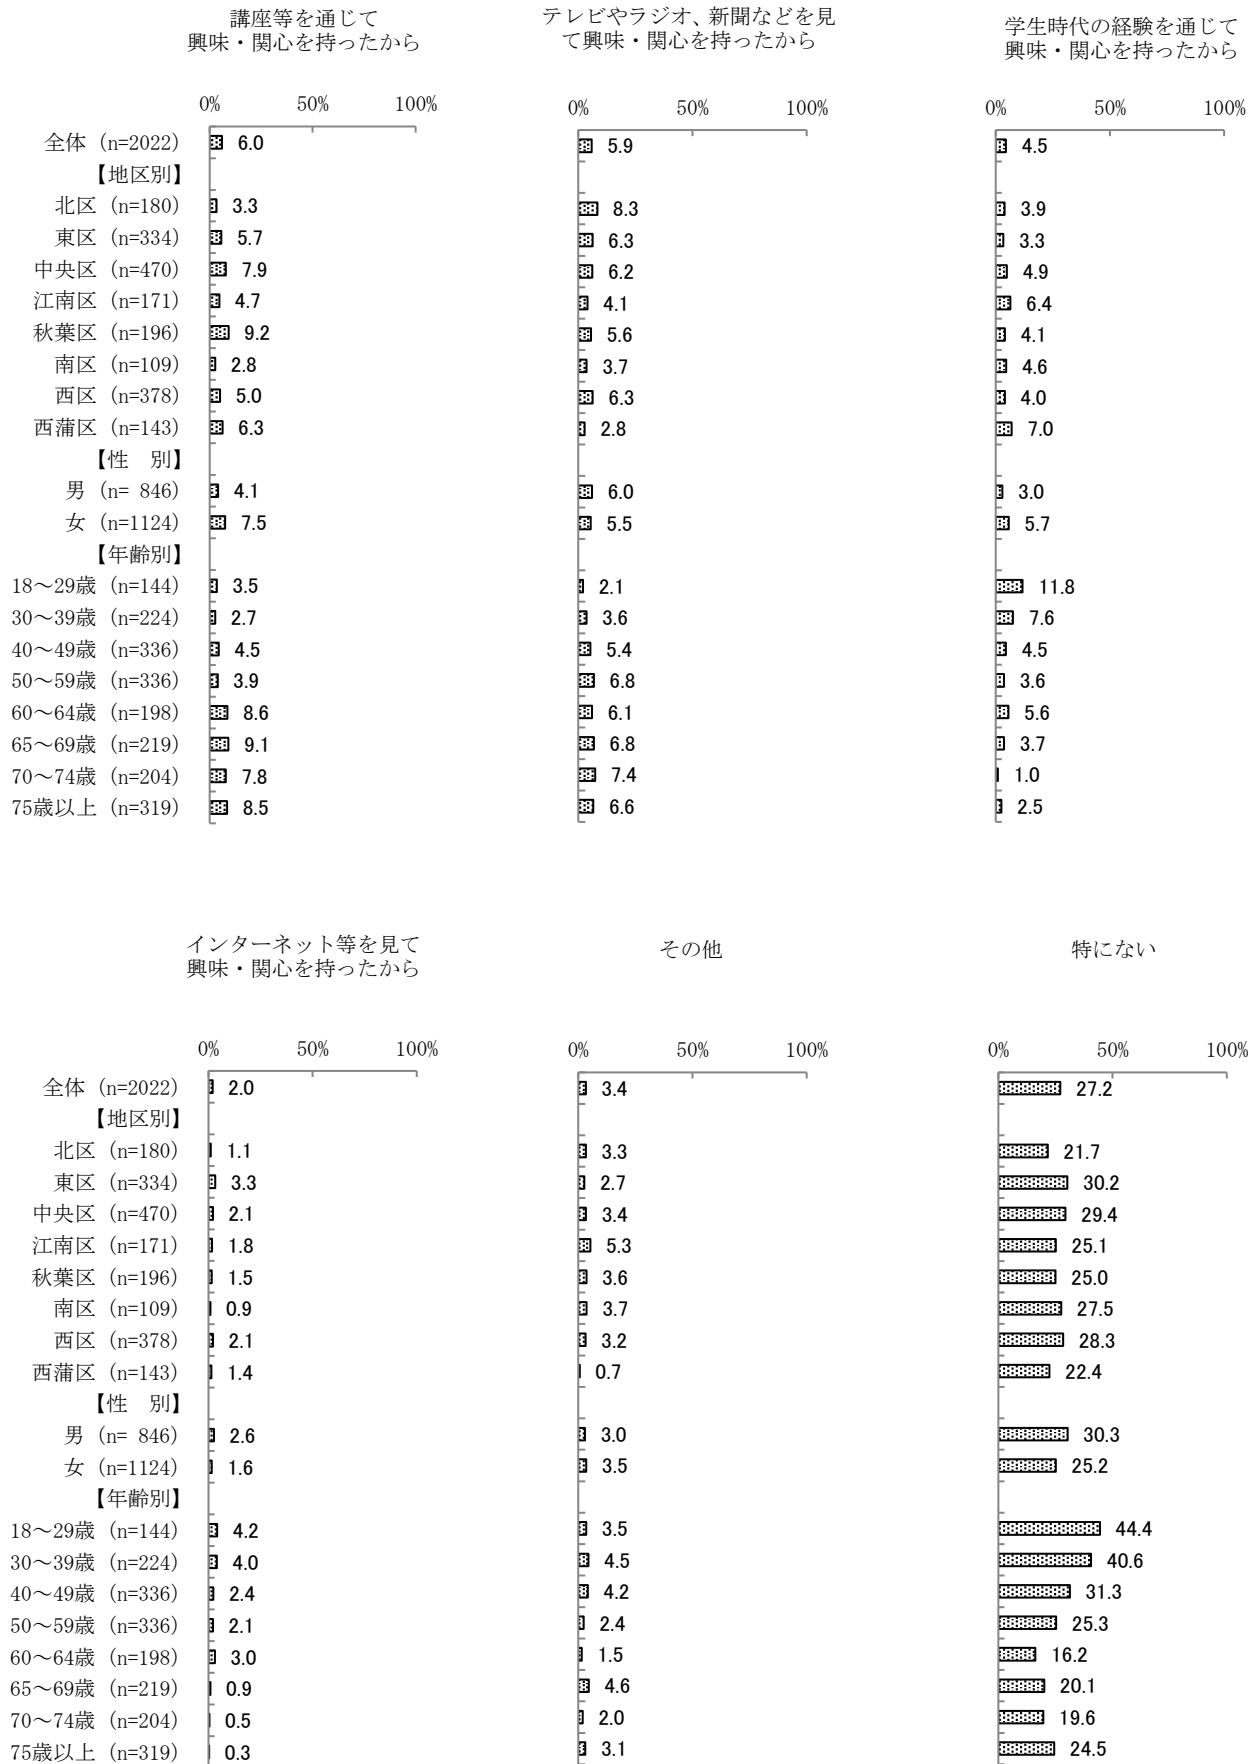 講座等を通じて
興味・関心を持ったから
テレビやラジオ、新聞などを見
て興味・関心を持ったから
学生時代の経験を通じて
興味・関心を持ったから
0% 50% 100% 0% 50% 100% 0% 50% 100%
全体 (n=2022) 6.0 5.9 4.5
【地区別】
北区 (n=180) 3.3 8.3 3.9
東区 (n=334) 5.7 6.3 3.3
中央区 (n=470) 7.9 6.2 4.9
江南区 (n=171) 4.7 4.1 6.4
秋葉区 (n=196) 9.2 5.6 4.1
南区 (n=109) 2.8 3.7 4.6
西区 (n=378) 5.0 6.3 4.0
西蒲区 (n=143) 6.3 2.8 7.0
【性　別】
男 (n= 846) 4.1 6.0 3.0
女 (n=1124) 7.5 5.5 5.7
【年齢別】
18～29歳 (n=144) 3.5 2.1 11.8
30～39歳 (n=224) 2.7 3.6 7.6
40～49歳 (n=336) 4.5 5.4 4.5
50～59歳 (n=336) 3.9 6.8 3.6
60～64歳 (n=198) 8.6 6.1 5.6
65～69歳 (n=219) 9.1 6.8 3.7
70～74歳 (n=204) 7.8 7.4 1.0
75歳以上 (n=319) 8.5 6.6 2.5
インターネット等を見て
興味・関心を持ったから
その他
特にない
0% 50% 100% 0% 50% 100% 0% 50% 100%
全体 (n=2022) 2.0 3.4 27.2
【地区別】
北区 (n=180) 1.1 3.3 21.7
東区 (n=334) 3.3 2.7 30.2
中央区 (n=470) 2.1 3.4 29.4
江南区 (n=171) 1.8 5.3 25.1
秋葉区 (n=196) 1.5 3.6 25.0
南区 (n=109) 0.9 3.7 27.5
西区 (n=378) 2.1 3.2 28.3
西蒲区 (n=143) 1.4 0.7 22.4
【性　別】
男 (n= 846) 2.6 3.0 30.3
女 (n=1124) 1.6 3.5 25.2
【年齢別】
18～29歳 (n=144) 4.2 3.5 44.4
30～39歳 (n=224) 4.0 4.5 40.6
40～49歳 (n=336) 2.4 4.2 31.3
50～59歳 (n=336) 2.1 2.4 25.3
60～64歳 (n=198) 3.0 1.5 16.2
65～69歳 (n=219) 0.9 4.6 20.1
70～74歳 (n=204) 0.5 2.0 19.6
75歳以上 (n=319) 0.3 3.1 24.5